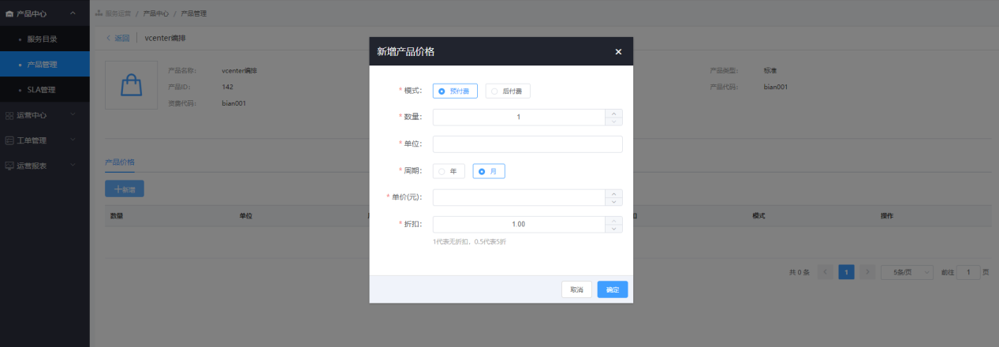 产品中心
服务目录
产品管理
SLA管理
运营中心
工单管理
运营报表
服务运营 / 产品中心 / 产品管理
返回 vcenter编排
产品名称: vcenter编排
产品ID: 142
资费代码: bian001
产品类型: 标准
产品代码: bian001
产品价格
新增
数量 单位 模式 操作
共 0 条 1 5条/页 前往 1 页
新增产品价格
* 模式: 预付费 后付费
* 数量: 1
* 单位:
* 周期: 年 月
* 单价(元):
* 折扣: 1.00
1代表无折扣，0.5代表5折
取消 确定